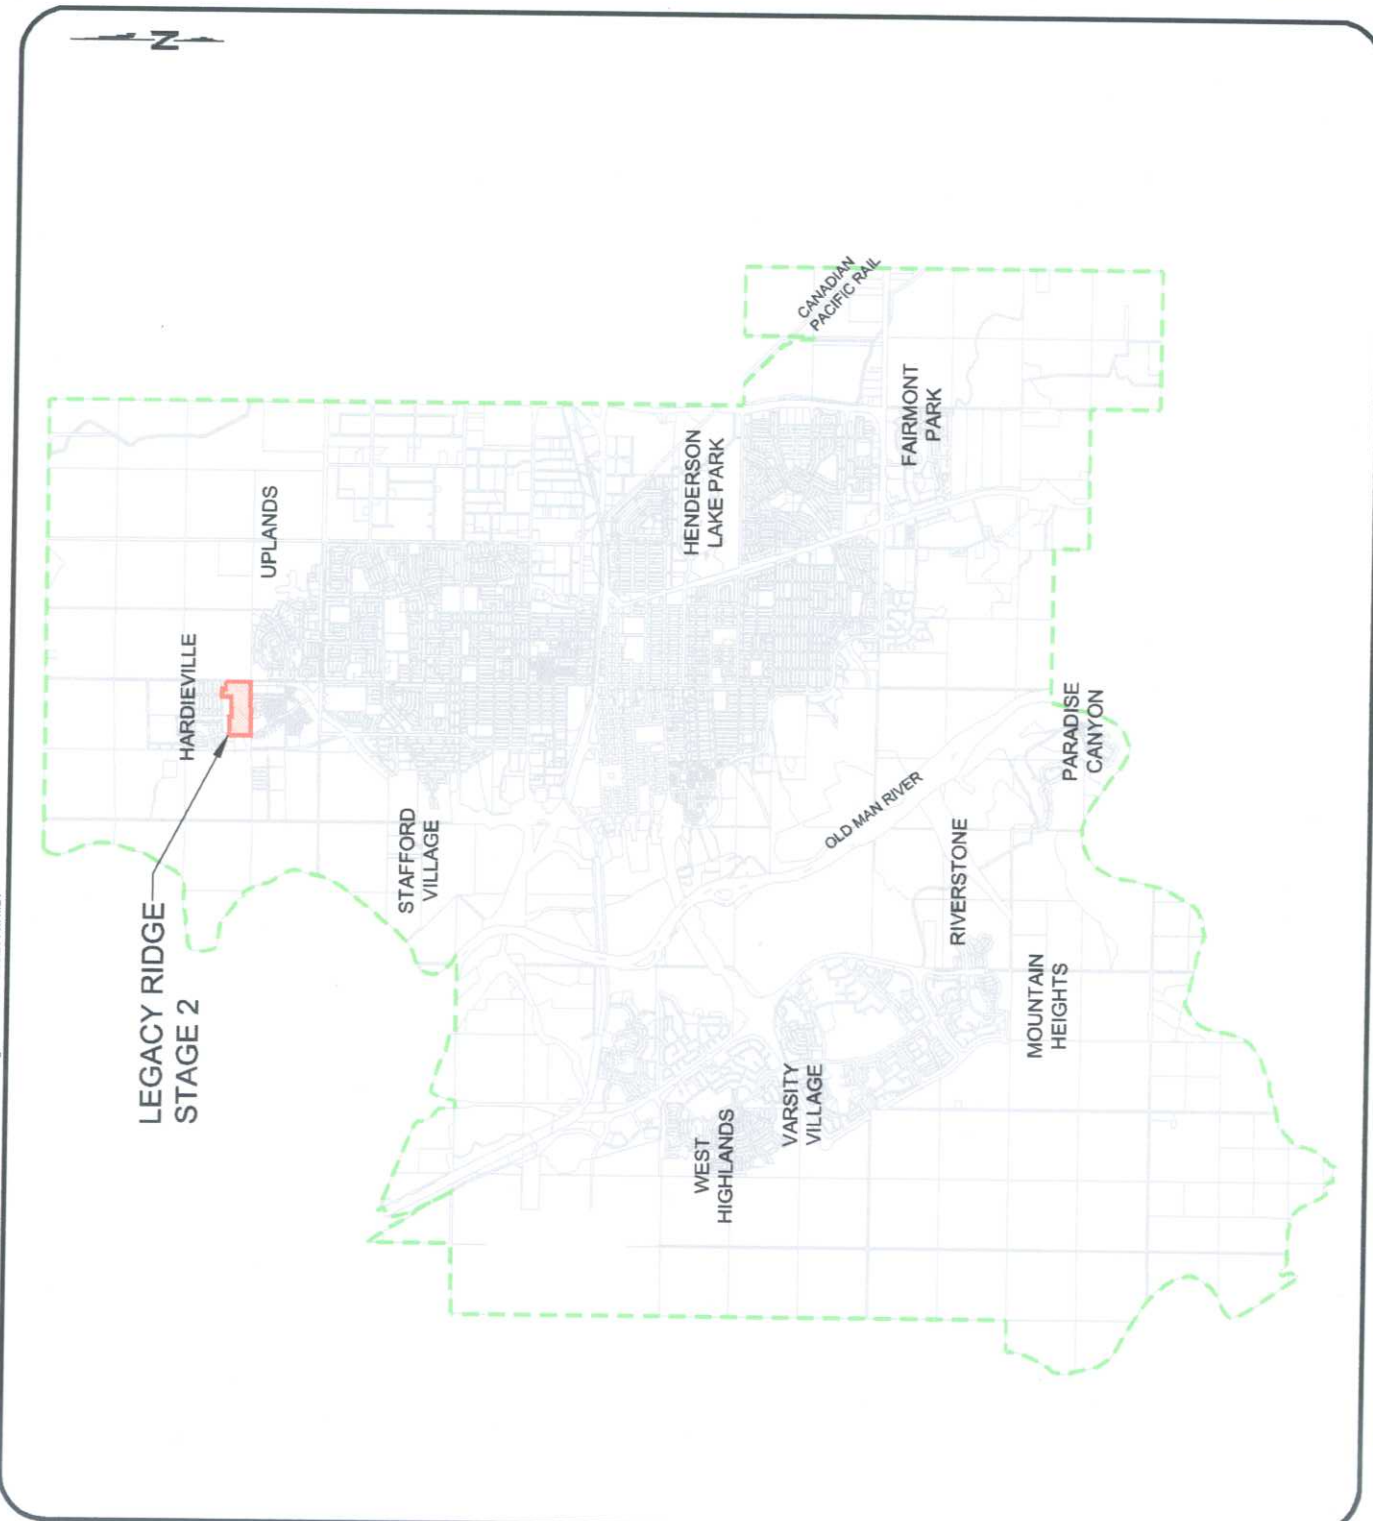 N
LEGACY RIDGE
STAGE 2
HARDIEVILLE
UPLANDS
STAFFORD
VILLAGE
HENDERSON
LAKE PARK
CANADIAN
PACIFIC RAIL
FAIRMONT
PARK
OLD MAN RIVER
PARADISE
CANYON
RIVERSTONE
MOUNTAIN
HEIGHTS
VARSITY
VILLAGE
WEST
HIGHLANDS